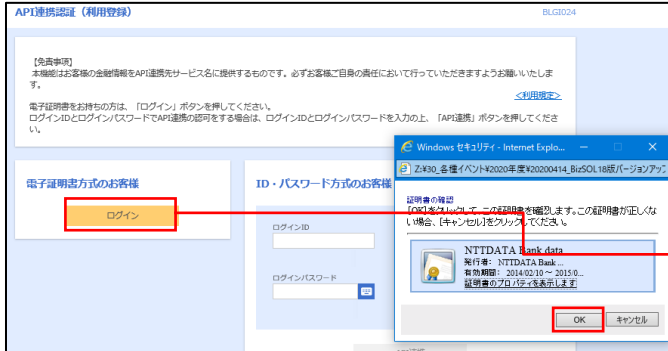 API連携認証（利用登録）
BLGI024
【免責事項】
本機能はお客様の金融情報をAPI連携先サービス名に提供するものです。必ずお客様ご自身の責任において行っていただきますようお願いいたしま
す。
<利用規定>
電子証明書をお持ちの方は、「ログイン」ボタンを押してください。
ログインIDとログインパスワードでAPI連携の認可をする場合は、ログインIDとログインパスワードを入力の上、「API連携」ボタンを押してくださ
い。
電子証明書方式のお客様
ログイン
ID・パスワード方式のお客様
ログインID
ログインパスワード
Windows セキュリティ - Internet Explo...
Z:¥30_各種イベント¥2020年度¥20200414_BizSOL18版バージョンアップ
証明書の確認
[OK]をクリックして、この証明書を確認します。この証明書が正しくな
い場合、[キャンセル]をクリックしてください。
NTTDATA Bank data
発行者: NTTDATA Bank ...
有効期間: 2014/02/10 ～ 2015/0...
証明書のプロパティを表示します
OK
キャンセル